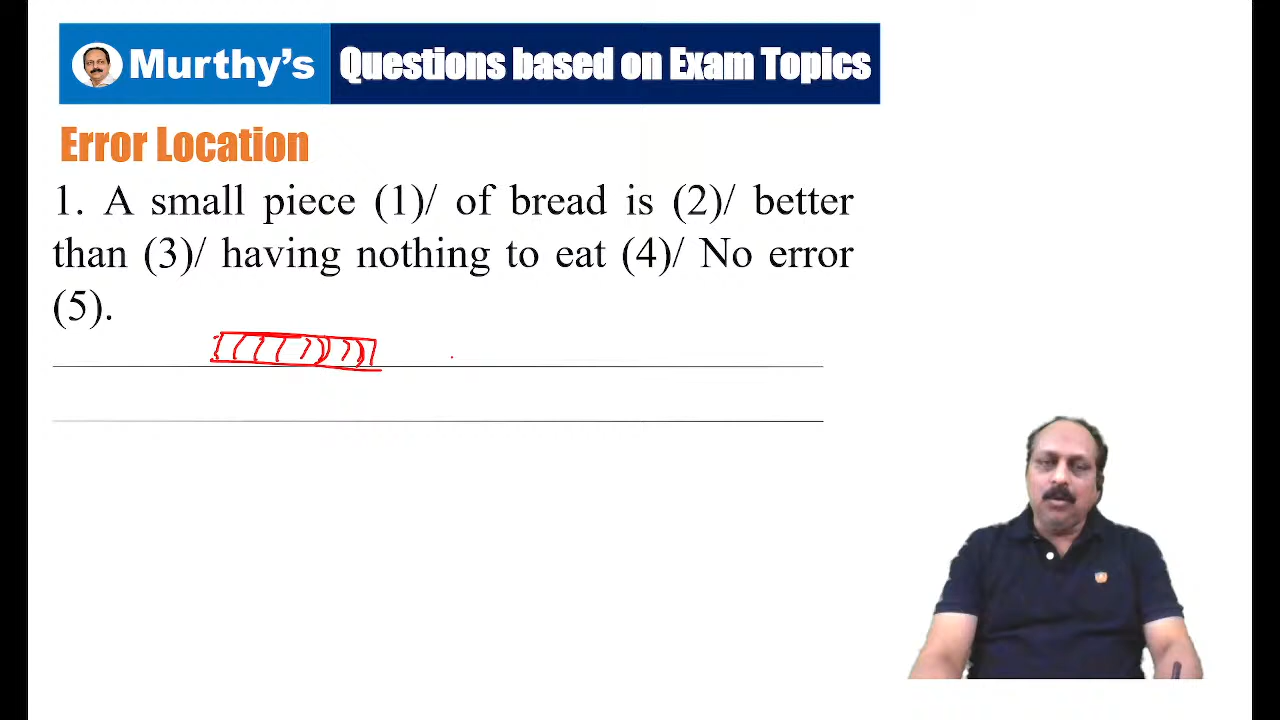 Murthy's Questions based on Exam Topics
Error Location
1. A small piece (1)/ of bread is (2)/ better
than (3)/ having nothing to eat (4)/ No error
(5).